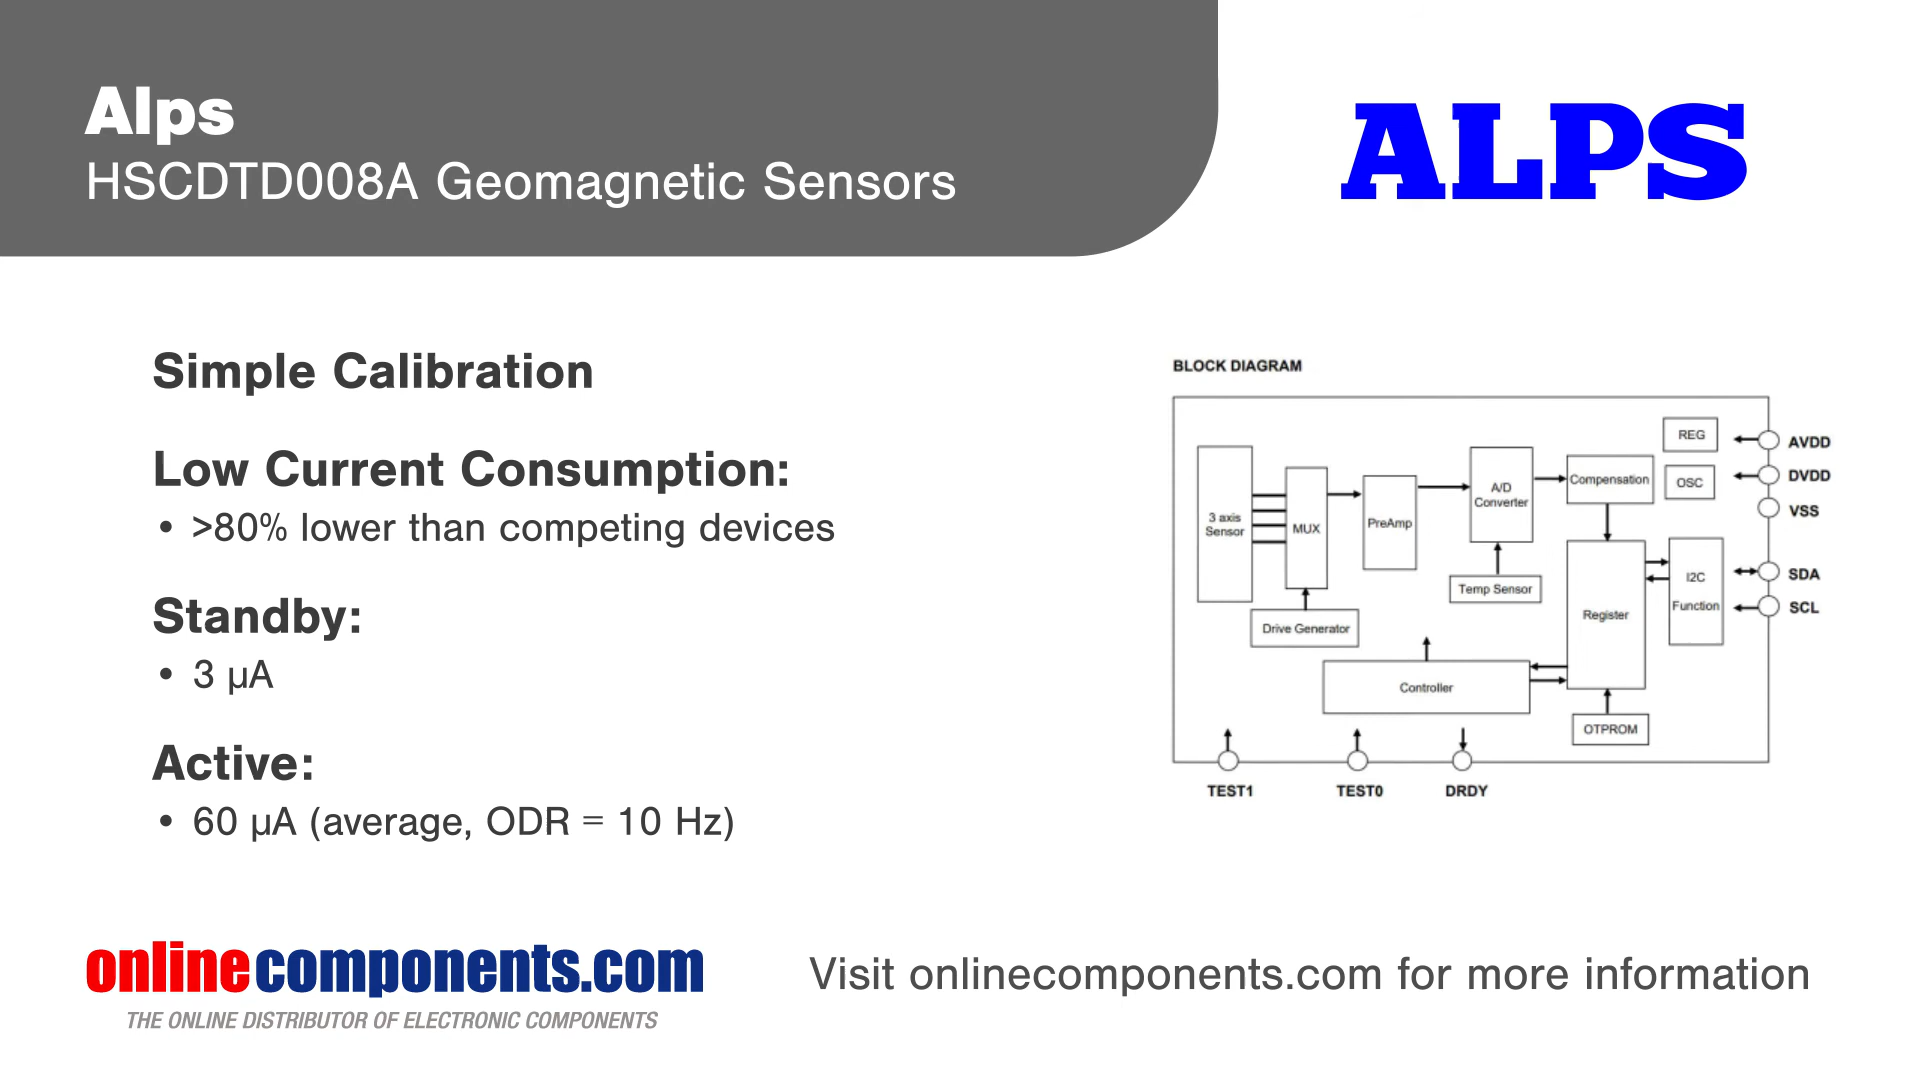 Alps
HSCDTD008A Geomagnetic Sensors
ALPS
Simple Calibration
Low Current Consumption:
• >80% lower than competing devices
Standby:
• 3 µA
Active:
• 60 µA (average, ODR = 10 Hz)
BLOCK DIAGRAM
3 axis
Sensor
MUX
PreAmp
A/D
Converter
Compensation
REG
OSC
AVDD
DVDD
VSS
Drive Generator
Temp Sensor
Register
I2C
Function
SDA
SCL
Controller
OTPROM
TEST1
TEST0
DRDY
onlinecomponents.com
THE ONLINE DISTRIBUTOR OF ELECTRONIC COMPONENTS
Visit onlinecomponents.com for more information